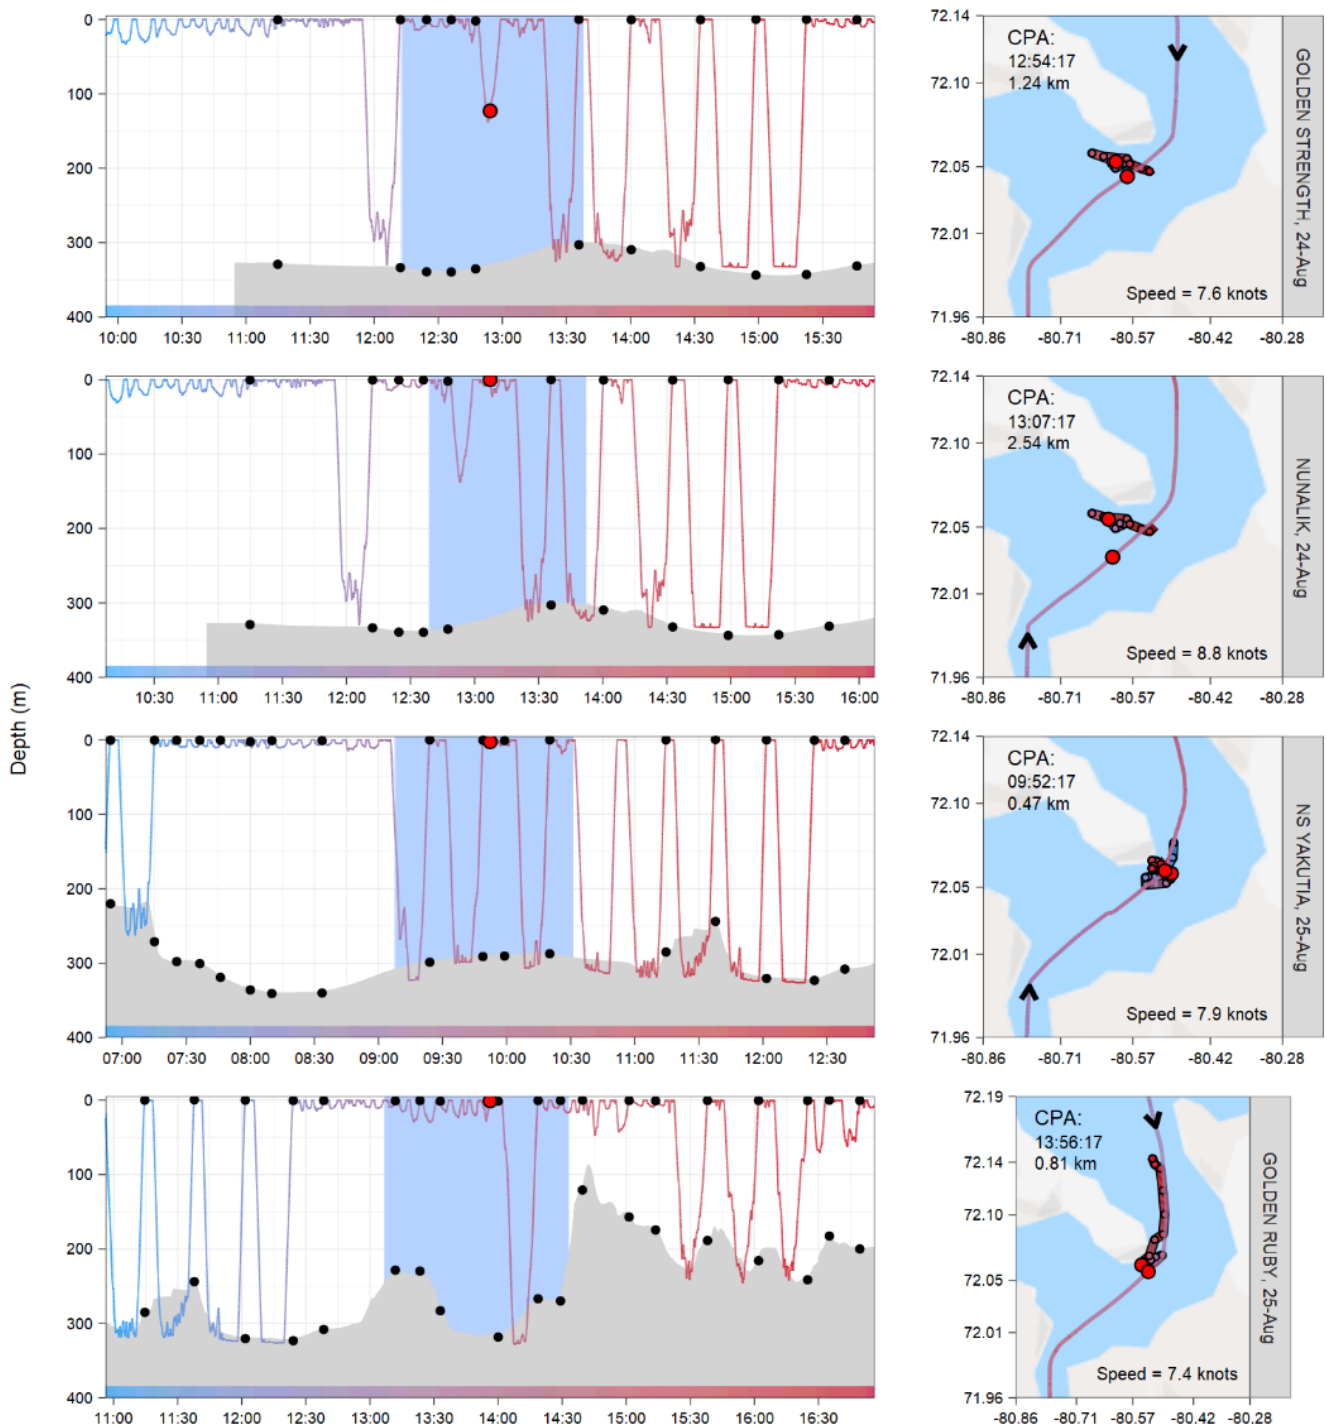 Depth (m)
0
100
200
300
400
10:00 10:30 11:00 11:30 12:00 12:30 13:00 13:30 14:00 14:30 15:00 15:30
72.14
72.10
72.05
72.01
71.96
CPA:
12:54:17
1.24 km
Speed = 7.6 knots
-80.86 -80.71 -80.57 -80.42 -80.28
GOLDEN STRENGTH, 24-Aug
0
100
200
300
400
10:30 11:00 11:30 12:00 12:30 13:00 13:30 14:00 14:30 15:00 15:30 16:00
72.14
72.10
72.05
72.01
71.96
CPA:
13:07:17
2.54 km
Speed = 8.8 knots
-80.86 -80.71 -80.57 -80.42 -80.28
NUNALIK, 24-Aug
0
100
200
300
400
07:00 07:30 08:00 08:30 09:00 09:30 10:00 10:30 11:00 11:30 12:00 12:30
72.14
72.10
72.05
72.01
71.96
CPA:
09:52:17
0.47 km
Speed = 7.9 knots
-80.86 -80.71 -80.57 -80.42 -80.28
NS YAKUTIA, 25-Aug
0
100
200
300
400
11:00 11:30 12:00 12:30 13:00 13:30 14:00 14:30 15:00 15:30 16:00 16:30
72.19
72.14
72.10
72.05
72.01
71.96
CPA:
13:56:17
0.81 km
Speed = 7.4 knots
-80.86 -80.71 -80.57 -80.42 -80.28
GOLDEN RUBY, 25-Aug